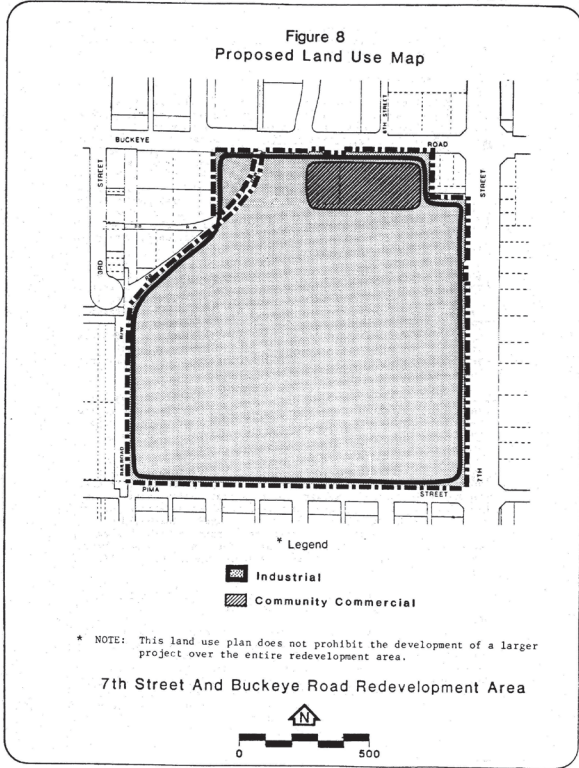 Figure 8
Proposed Land Use Map
6TH STREET
BUCKEYE
ROAD
STREET
STREET
3RD
R/W
RAILROAD
7TH
PIMA
STREET
* Legend
Industrial
Community Commercial
* NOTE: This land use plan does not prohibit the development of a larger
project over the entire redevelopment area.
7th Street And Buckeye Road Redevelopment Area
N
0 500